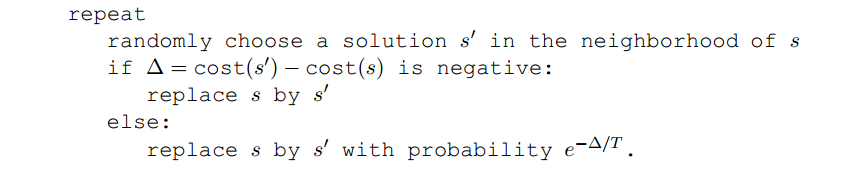 repeat
randomly choose a solution s′ in the neighborhood of s
if Δ = cost(s′) − cost(s) is negative:
replace s by s′
else:
replace s by s′ with probability e^−Δ/T.